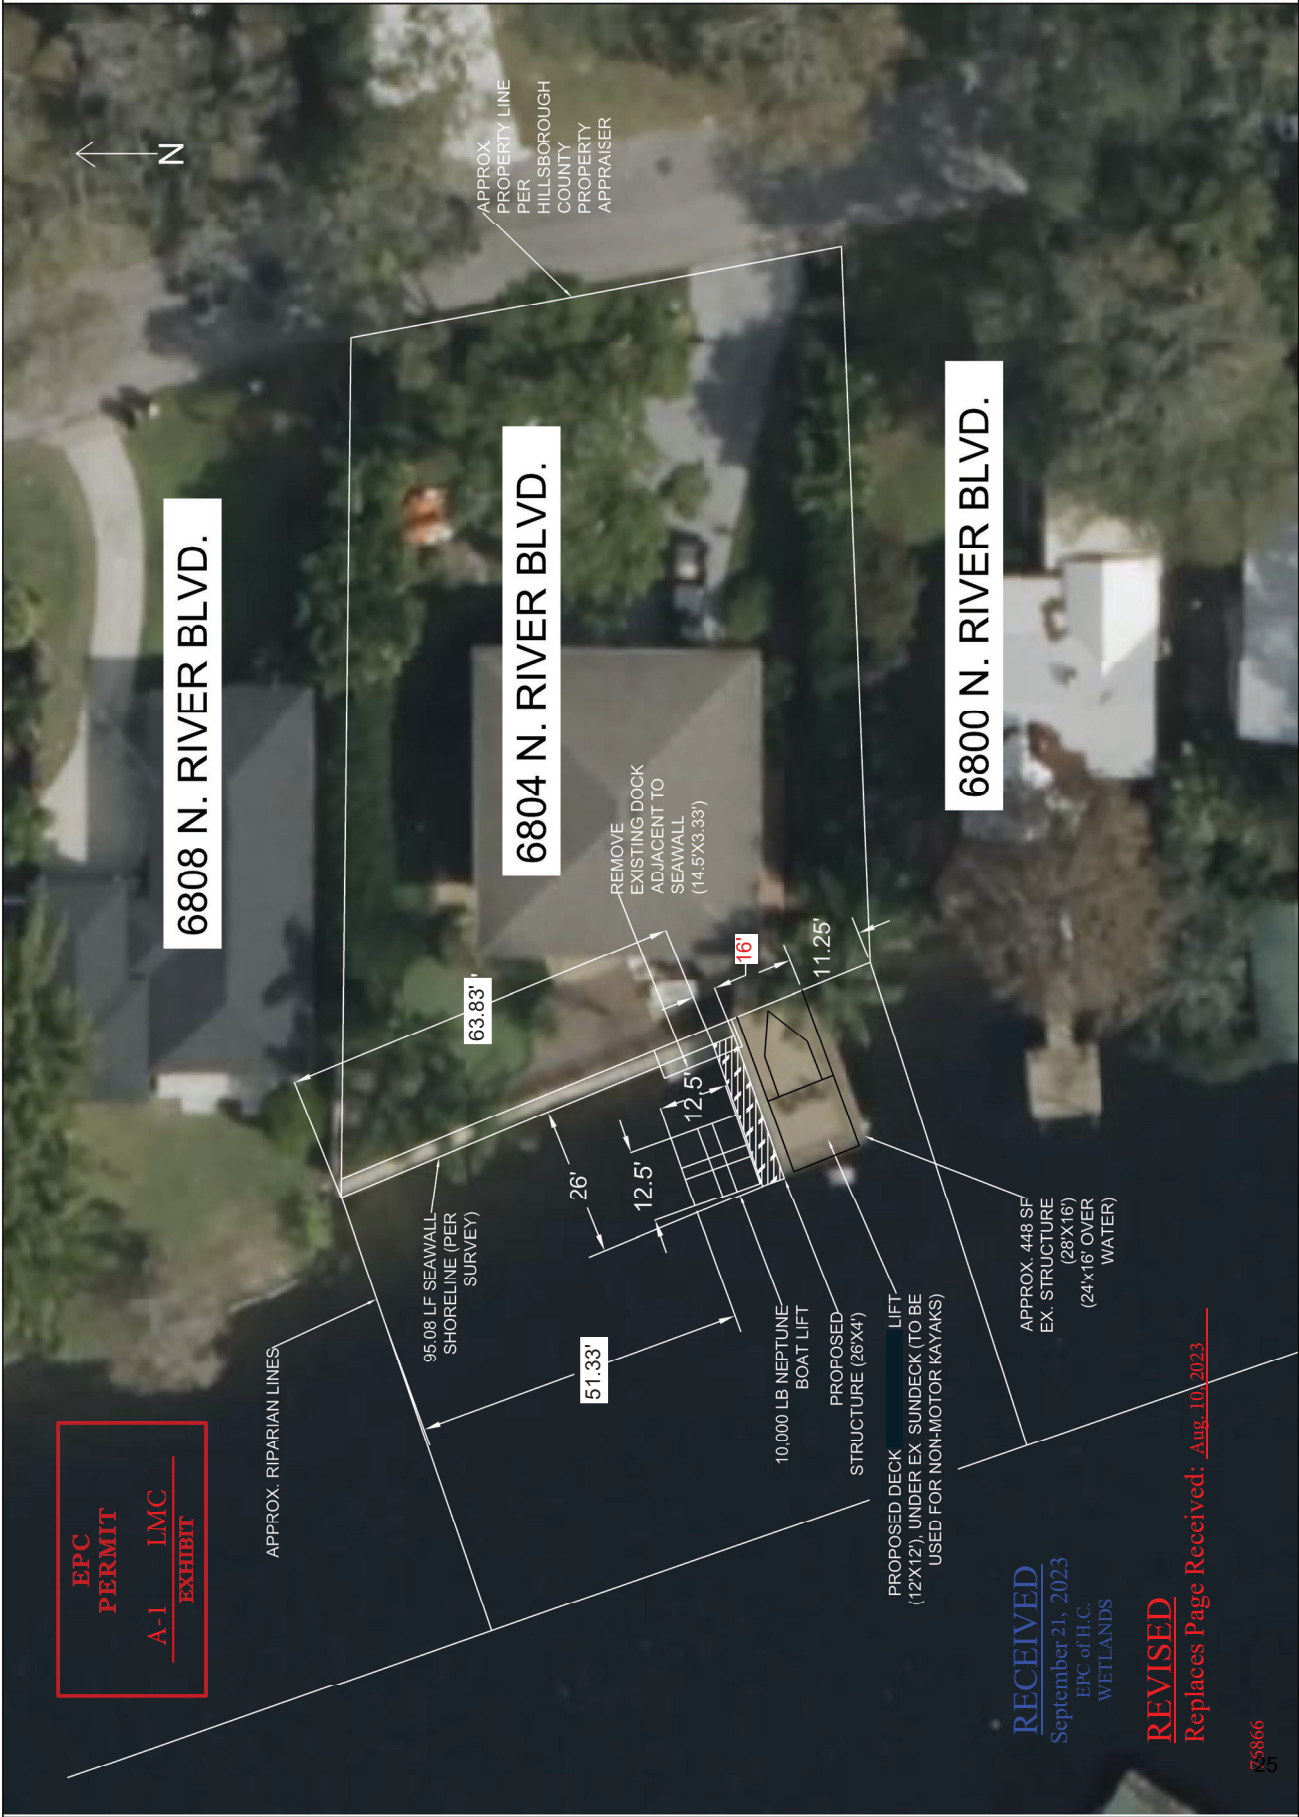 EPC
PERMIT
A-1 LMC
EXHIBIT
N
6808 N. RIVER BLVD.
APPROX
PROPERTY LINE
PER
HILLSBOROUGH
COUNTY
PROPERTY
APPRAISER
6804 N. RIVER BLVD.
APPROX. RIPARIAN LINES
95.08 LF SEAWALL
SHORELINE (PER
SURVEY)
63.83'
REMOVE
EXISTING DOCK
ADJACENT TO
SEAWALL
(14.5'X3.33')
26'
12.5'
12.5'
16'
11.25'
51.33'
10,000 LB NEPTUNE
BOAT LIFT
PROPOSED
STRUCTURE (26'X4')
PROPOSED DECK LIFT
(12'X12'), UNDER EX. SUNDECK (TO BE
USED FOR NON-MOTOR KAYAKS)
APPROX. 448 SF
EX. STRUCTURE
(28'X16')
(24'x16' OVER
WATER)
6800 N. RIVER BLVD.
RECEIVED
September 21, 2023
EPC of H.C.
WETLANDS
REVISED
Replaces Page Received: Aug. 10,2023
76866
25